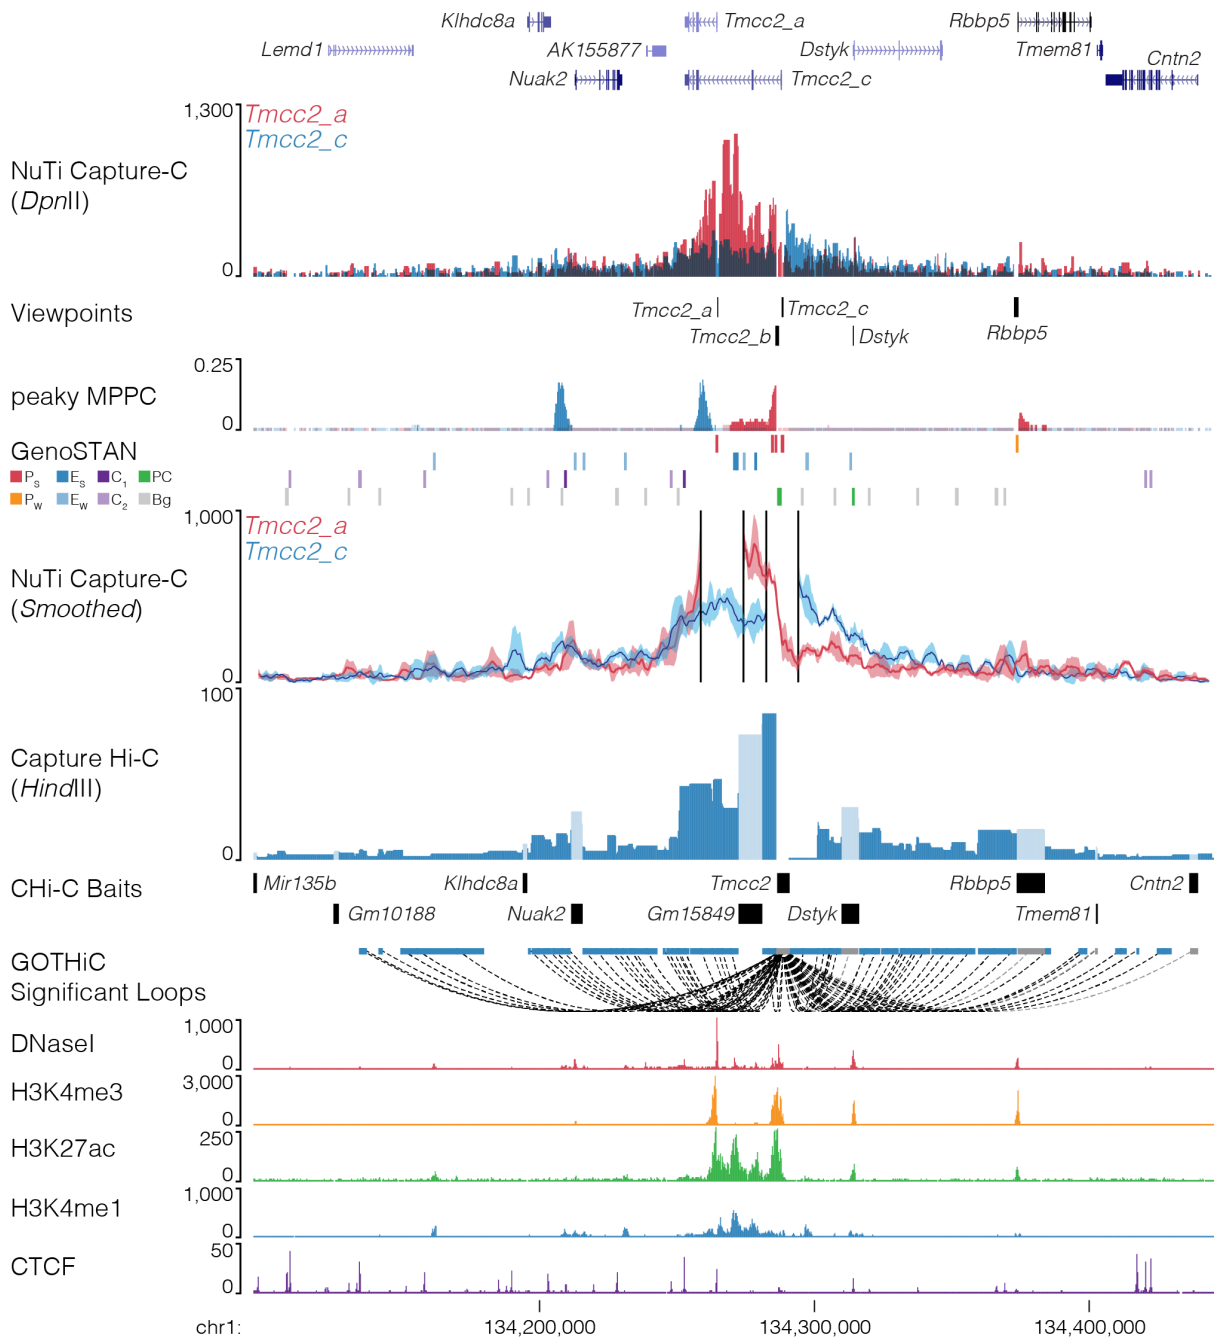 Klhdc8a Tmcc2_a Rbbp5
Lemd1 AK155877 Dstyk Tmem81 Cntn2
Nuak2 Tmcc2_c
1,300 Tmcc2_a
Tmcc2_c
NuTi Capture-C
(DpnII)
0
Viewpoints Tmcc2_a Tmcc2_c
Tmcc2_b Dstyk Rbbp5
0.25
peaky MPPC
0
GenoSTAN
PS ES C1 PC
PW EW C2 Bg
1,000 Tmcc2_a
Tmcc2_c
NuTi Capture-C
(Smoothed)
0
100
Capture Hi-C
(HindIII)
0
CHi-C Baits Mir135b Klhdc8a Tmcc2 Rbbp5 Cntn2
Gm10188 Nuak2 Gm15849 Dstyk Tmem81
GOTHiC
Significant Loops
1,000
DNaseI
0
3,000
H3K4me3
0
250
H3K27ac
0
1,000
H3K4me1
0
50
CTCF
0
chr1: 134,200,000 134,300,000 134,400,000